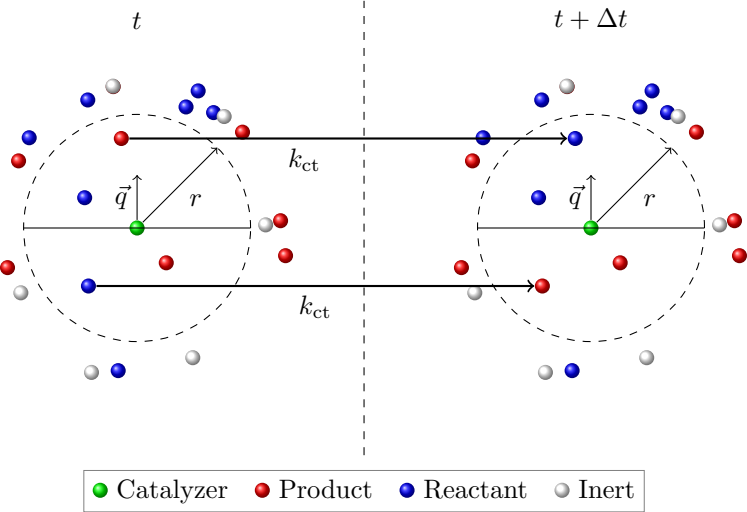 t
t + Δt
k_ct
q⃗
r
q⃗
r
k_ct
Catalyzer Product Reactant Inert